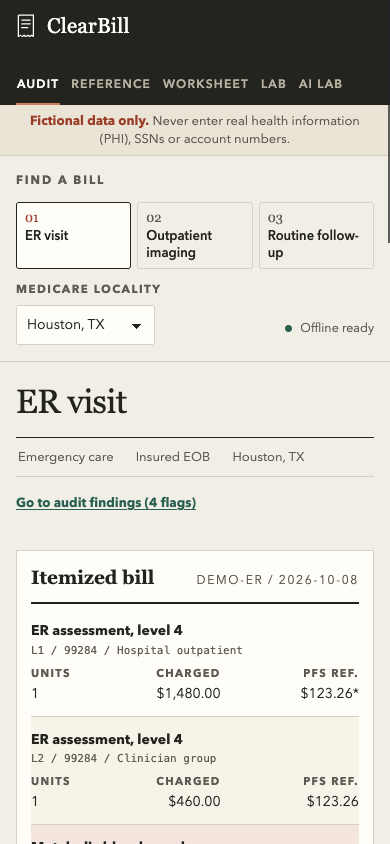 ClearBill
AUDIT REFERENCE WORKSHEET LAB AI LAB
Fictional data only. Never enter real health information
(PHI), SSNs or account numbers.
FIND A BILL
01
ER visit
02
Outpatient
imaging
03
Routine follow-
up
MEDICARE LOCALITY
Houston, TX
Offline ready
ER visit
Emergency care Insured EOB Houston, TX
Go to audit findings (4 flags)
Itemized bill DEMO-ER / 2026-10-08
ER assessment, level 4
L1 / 99284 / Hospital outpatient
UNITS CHARGED PFS REF.
1 $1,480.00 $123.26*
ER assessment, level 4
L2 / 99284 / Clinician group
UNITS CHARGED PFS REF.
1 $460.00 $123.26